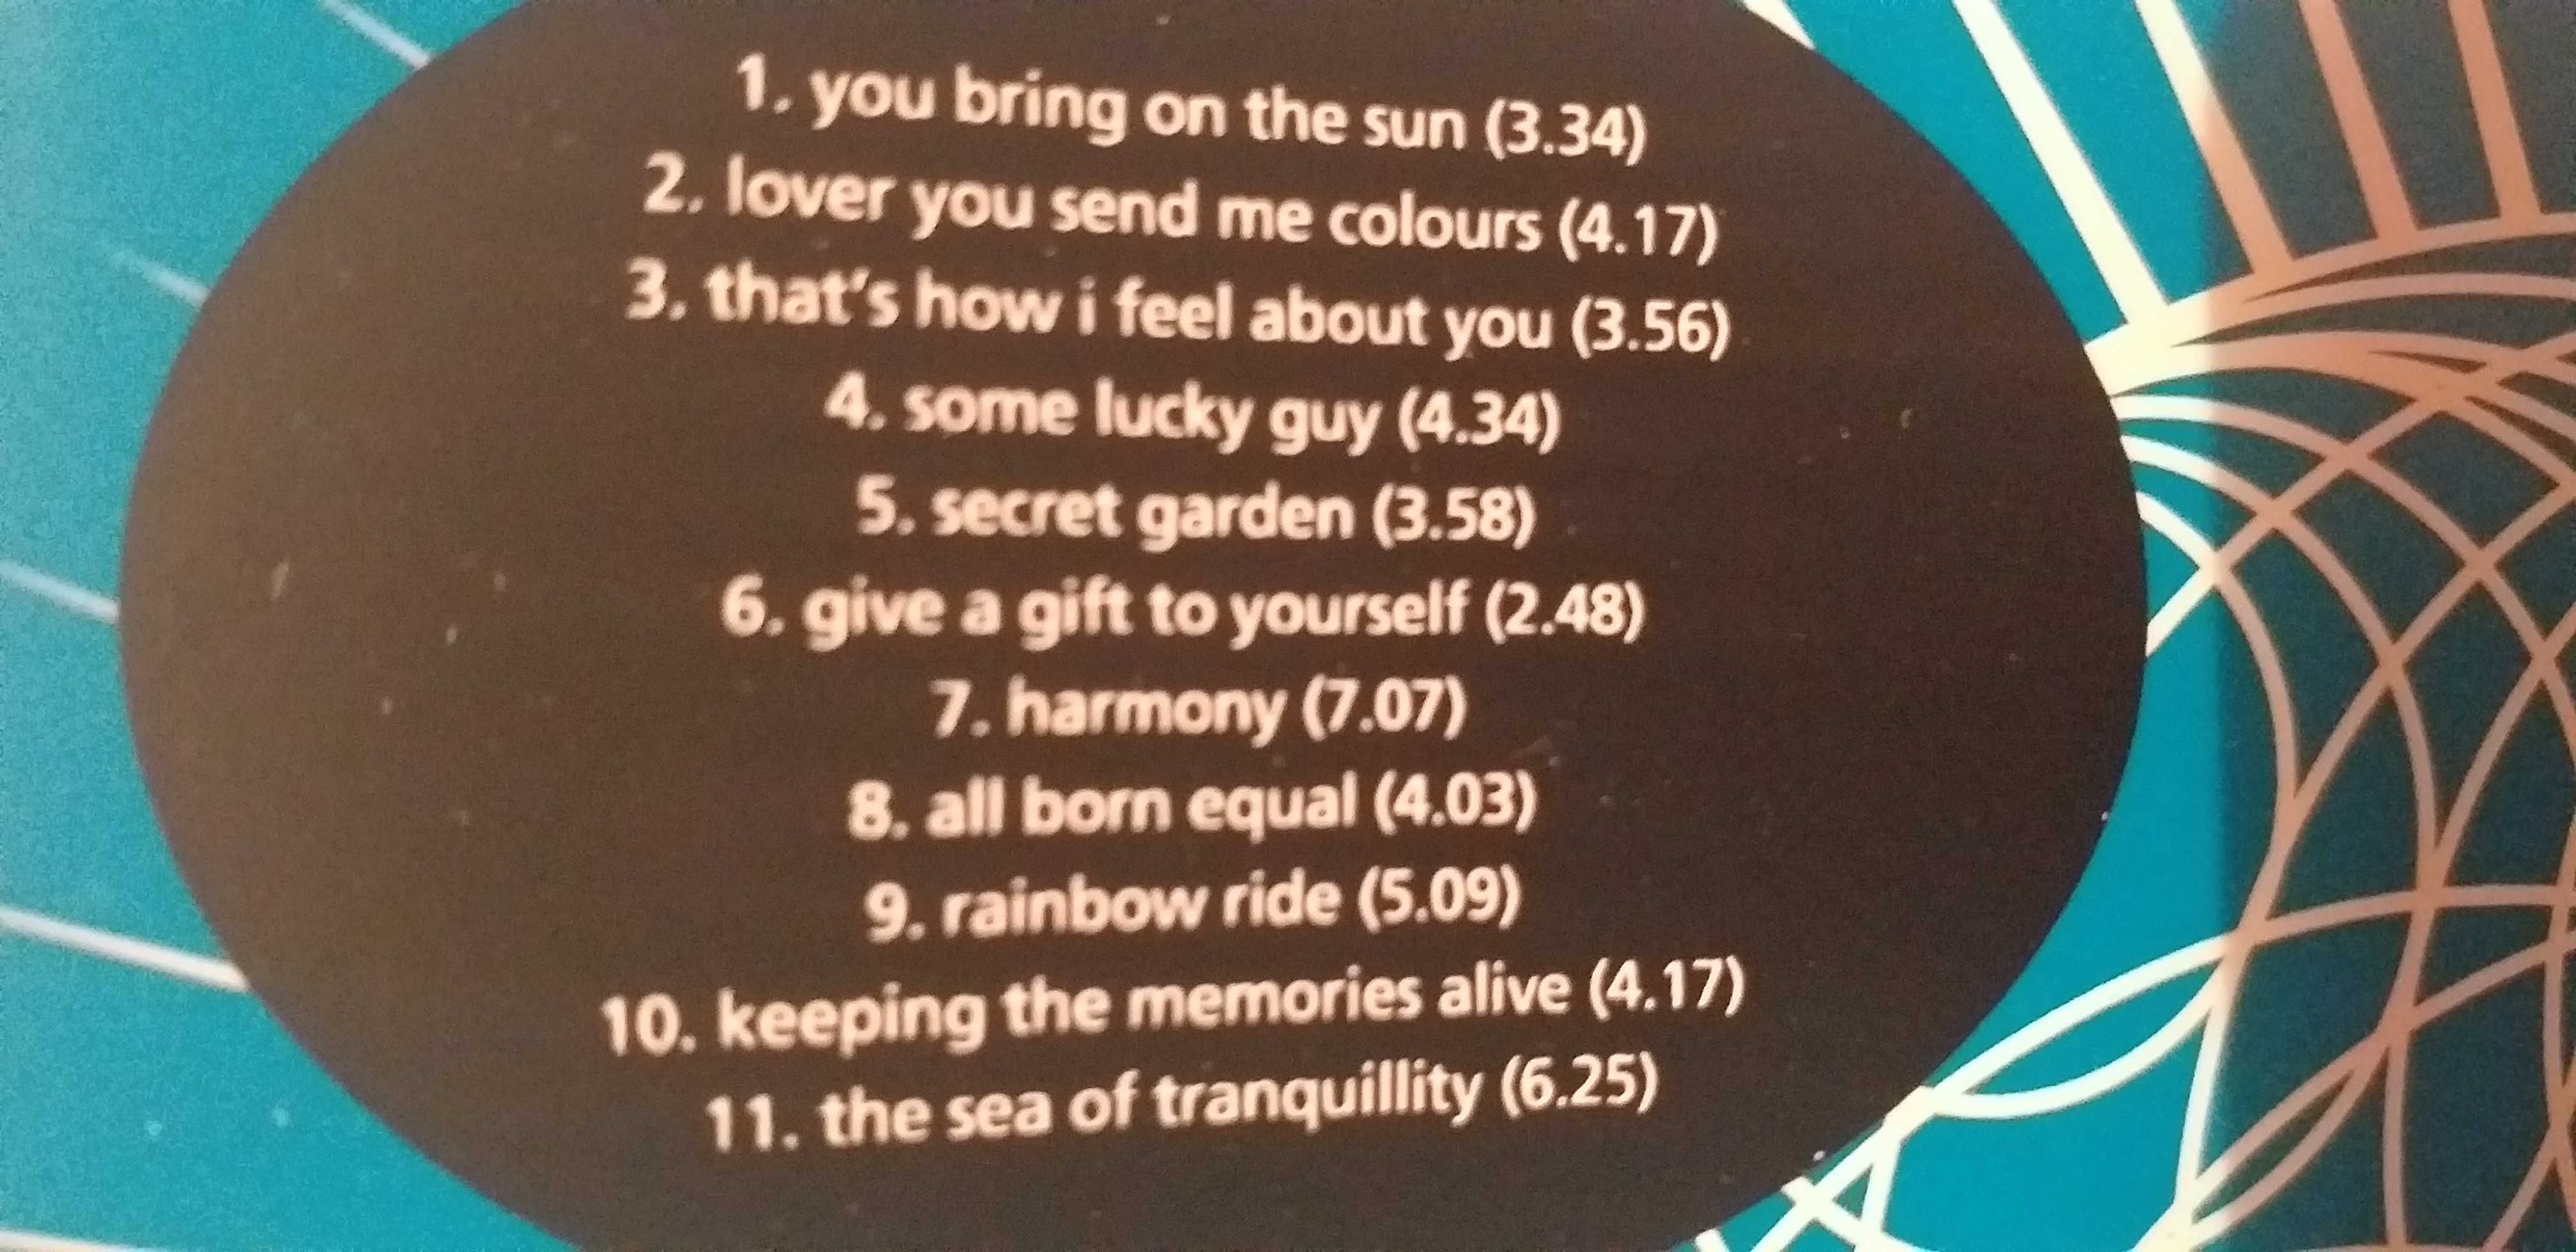 1. you bring on the sun (3.34)
2. lover you send me colours (4.17)
3. that's how i feel about you (3.56)
4. some lucky guy (4.34)
5. secret garden (3.58)
6. give a gift to yourself (2.48)
7. harmony (7.07)
8. all born equal (4.03)
9. rainbow ride (5.09)
10. keeping the memories alive (4.17)
11. the sea of tranquillity (6.25)